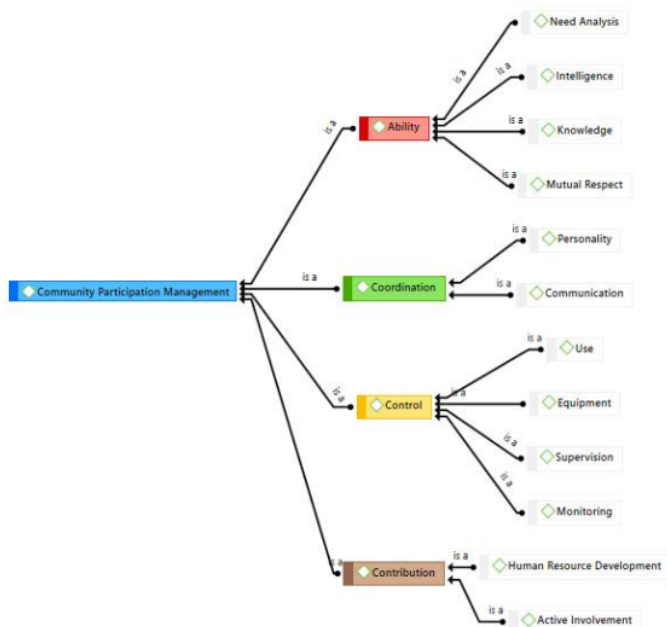 Need Analysis
is a
is a
Intelligence
is a
Ability
is a
Knowledge
is a
Mutual Respect
is a
is a
Personality
Community Participation Management
is a
Coordination
is a
Communication
is a
Use
is a
Control
is a
Equipment
is a
Supervision
is a
Monitoring
is a
Contribution
is a
Human Resource Development
is a
Active Involvement